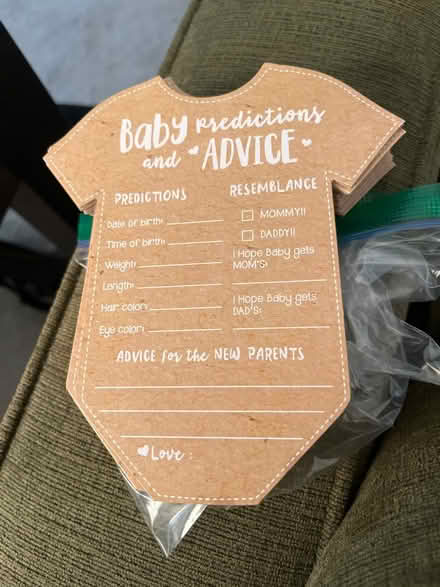 Baby Predictions
and ADVICE
PREDICTIONS
Date of birth:
Time of birth:
Weight:
Length:
Hair color:
Eye color:
RESEMBLANCE
MOMMY!!
DADDY!!
I Hope Baby gets
MOM'S:
I Hope Baby gets
DAD'S:
ADVICE for the NEW PARENTS
Love :